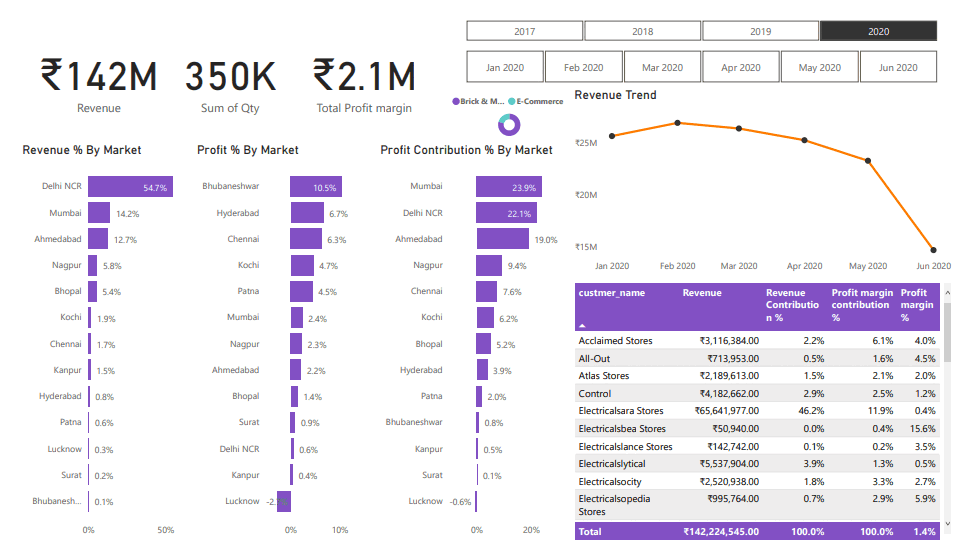 2017 2018 2019 2020
Jan 2020 Feb 2020 Mar 2020 Apr 2020 May 2020 Jun 2020
₹142M 350K ₹2.1M
Revenue Sum of Qty Total Profit margin
Brick & M... E-Commerce
Revenue % By Market
Delhi NCR 54.7%
Mumbai 14.2%
Ahmedabad 12.7%
Nagpur 5.8%
Bhopal 5.4%
Kochi 1.9%
Chennai 1.7%
Kanpur 1.5%
Hyderabad 0.8%
Patna 0.6%
Lucknow 0.3%
Surat 0.2%
Bhubanesh... 0.1%
0% 50%
Profit % By Market
Bhubaneshwar 10.5%
Hyderabad 6.7%
Chennai 6.3%
Kochi 4.7%
Patna 4.5%
Mumbai 2.4%
Nagpur 2.3%
Ahmedabad 2.2%
Bhopal 1.4%
Surat 0.9%
Delhi NCR 0.6%
Kanpur 0.4%
Lucknow
0% 10%
Profit Contribution % By Market
Mumbai 23.9%
Delhi NCR 22.1%
Ahmedabad 19.0%
Nagpur 9.4%
Chennai 7.6%
Kochi 6.2%
Bhopal 5.2%
Hyderabad 3.9%
Patna 2.0%
Bhubaneshwar 0.8%
Kanpur 0.5%
Surat 0.1%
Lucknow -0.6%
0% 20%
Revenue Trend
₹25M
₹20M
₹15M
Jan 2020 Feb 2020 Mar 2020 Apr 2020 May 2020 Jun 2020
custmer_name Revenue Revenue Profit margin Profit
Contributio contribution margin
n % % %
Acclaimed Stores ₹3,116,384.00 2.2% 6.1% 4.0%
All-Out ₹713,953.00 0.5% 1.6% 4.5%
Atlas Stores ₹2,189,613.00 1.5% 2.1% 2.0%
Control ₹4,182,662.00 2.9% 2.5% 1.2%
Electricalsara Stores ₹65,641,977.00 46.2% 11.9% 0.4%
Electricalsbea Stores ₹50,940.00 0.0% 0.4% 15.6%
Electricalslance Stores ₹142,742.00 0.1% 0.2% 3.5%
Electricalslytical ₹5,537,904.00 3.9% 1.3% 0.5%
Electricalsocity ₹2,520,938.00 1.8% 3.3% 2.7%
Electricalsopedia ₹995,764.00 0.7% 2.9% 5.9%
Stores
Total ₹142,224,545.00 100.0% 100.0% 1.4%